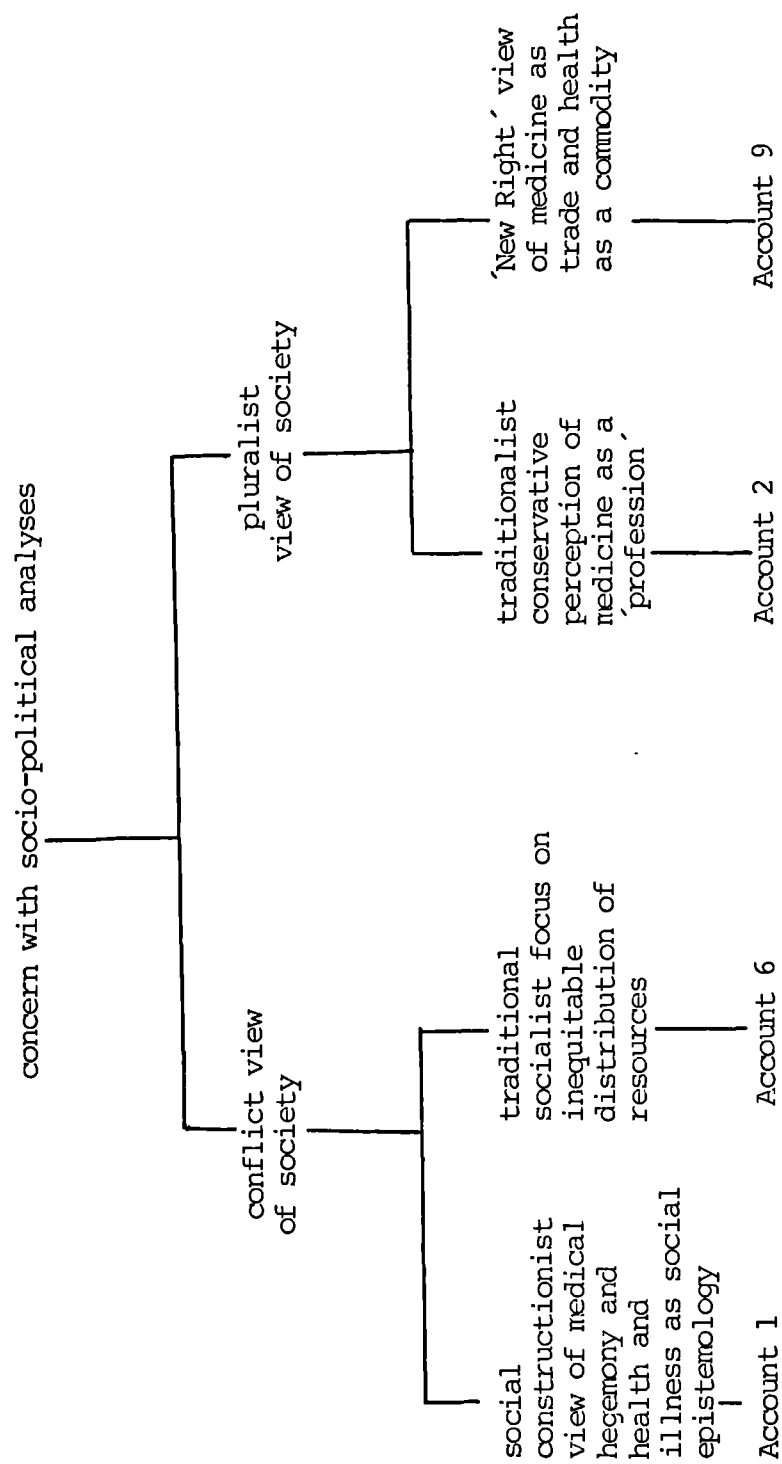 concern with socio-political analyses
conflict view
of society
pluralist
view of society
social
constructionist
view of medical
hegemony and
health and
illness as social
epistemology
traditional
socialist focus on
inequitable
distribution of
resources
traditionalist
conservative
perception of
medicine as a
´profession´
´New Right´ view
of medicine as
trade and health
as a commodity
Account 1
Account 6
Account 2
Account 9